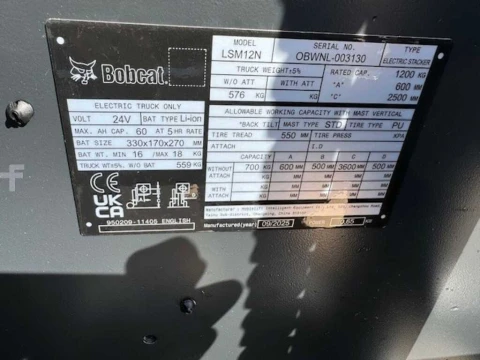 Bobcat
MODEL SERIAL NO. TYPE
LSM12N OBWNL-003130 ELECTRIC STACKER
TRUCK WEIGHT±5% RATED CAP. 1200 KG
W/O ATT WITH ATT "A" 600 MM
576 KG KG "C" 2500 MM
ELECTRIC TRUCK ONLY
VOLT 24V BAT TYPE Li-ion
MAX. AH CAP. 60 AT 5 HR RATE
BAT SIZE 330x170x270 MM
BAT WT. MIN 16 /MAX 18 KG
TRUCK WT±5% W/O BAT 559 KG
ALLOWABLE WORKING CAPACITY WITH MAST VERTICAL
"BACK TILT MAST TYPE STD TIRE TYPE PU
TIRE TREAD 550 MM TIRE PRESS KPA
ATTACH I.D
CAPACITY A B C D
WITHOUT ATTACH 700 KG 600 MM 500 MM 3600 MM 500 MM
WITH ATTACH KG MM MM MM MM
CE
UK
CA
950209-11405 ENGLISH
Manufactured(year) 09/2025